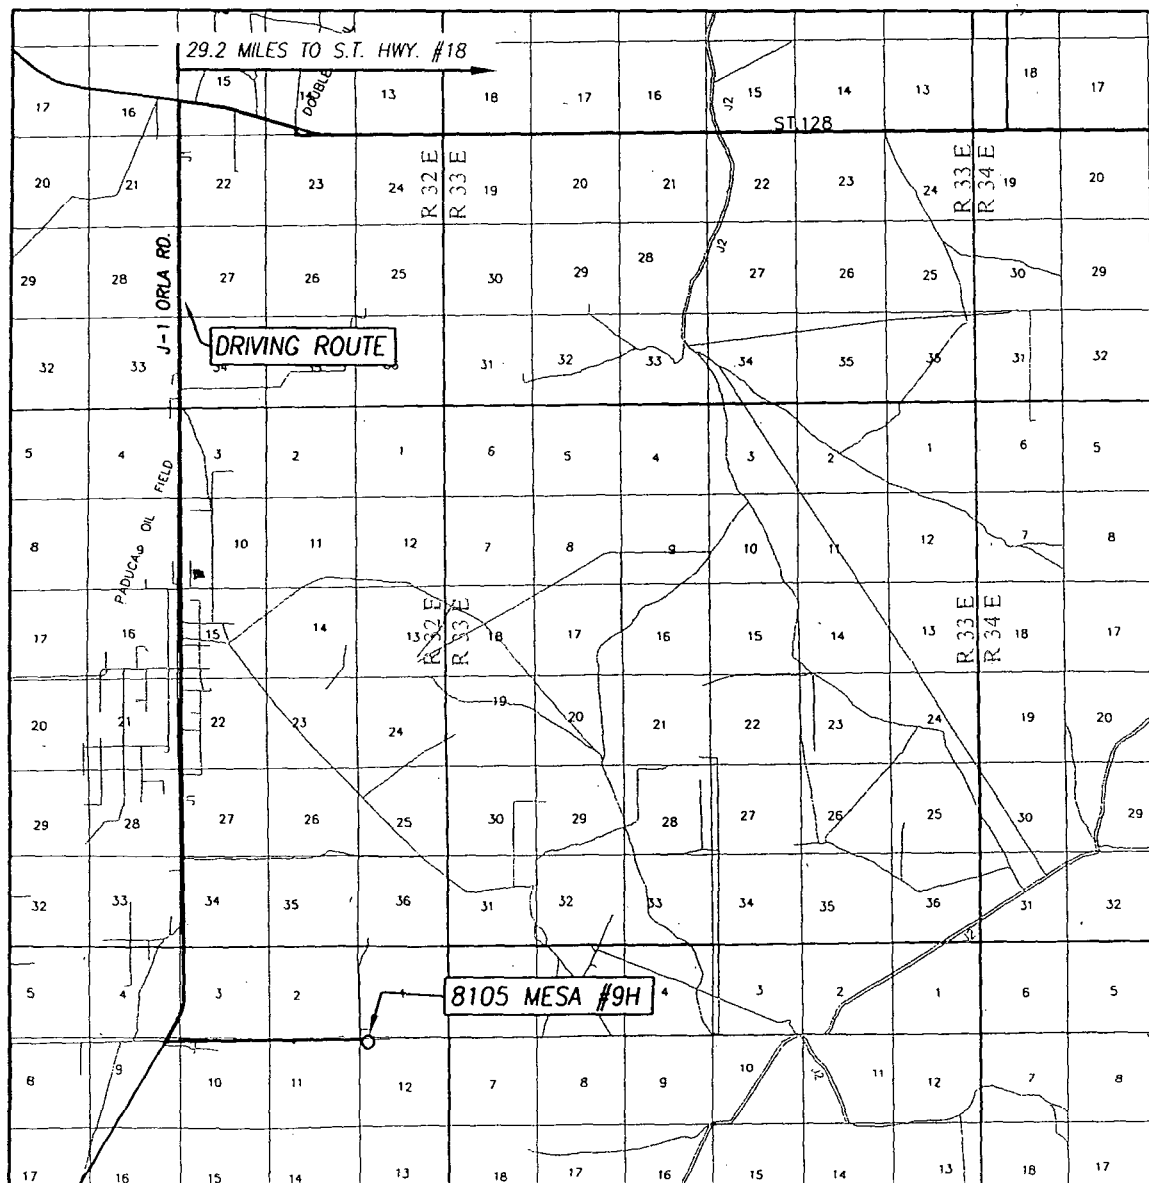 29.2 MILES TO S.T. HWY. #18
15 14 13 18 17 16 15 14 13 18 17
17 16
DOUBLE
J2
ST.128
20 21 22 23 24 19 20 21 22 23 24 19 20
R 32 E
R 33 E
R 33 E
R 34 E
J2
29 28 27 26 25 30 29 28 27 26 25 30 29
J-1 ORLA RD.
DRIVING ROUTE
32 33 34 31 32 33 34 35 36 31 32
5 4 3 2 1 6 5 4 3 2 1 6 5
OIL FIELD
8 10 11 12 7 8 9 10 11 12 7 8
R 32 E
R 33 E
R 33 E
R 34 E
17 16 15 14 13 18 17 16 15 14 13 18 17
20 21 22 23 24 19 20 21 22 23 24 19 20
29 28 27 26 25 30 29 28 27 26 25 30 29
32 33 34 35 36 31 32 33 34 35 36 31 32
J2
5 4 3 2 4 3 2 1 6 5
8105 MESA #9H
8 9 10 11 12 7 8 9 10 11 12 7 8
J2
17 16 15 14 13 18 17 16 15 14 13 18 17